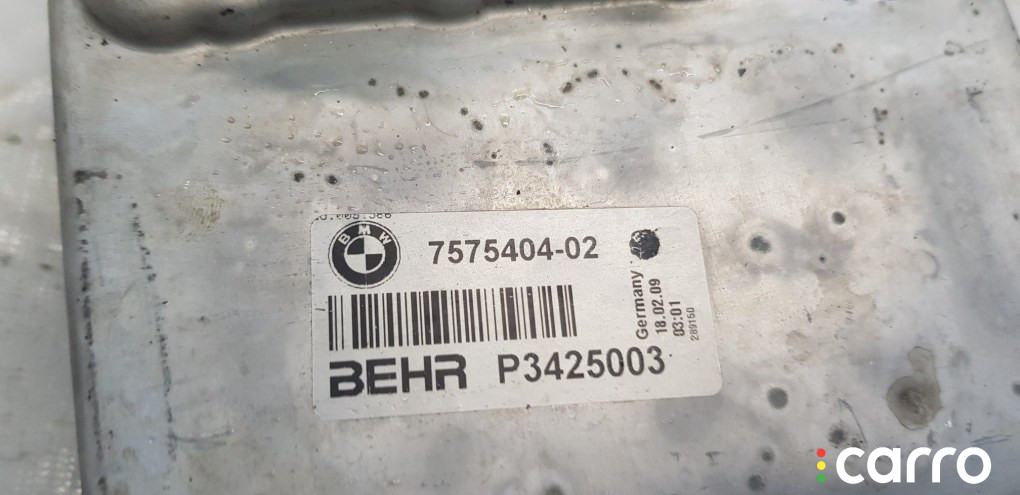 BMW
7575404-02
Germany
18.02.09
03:01
289150
BEHR P3425003
carro